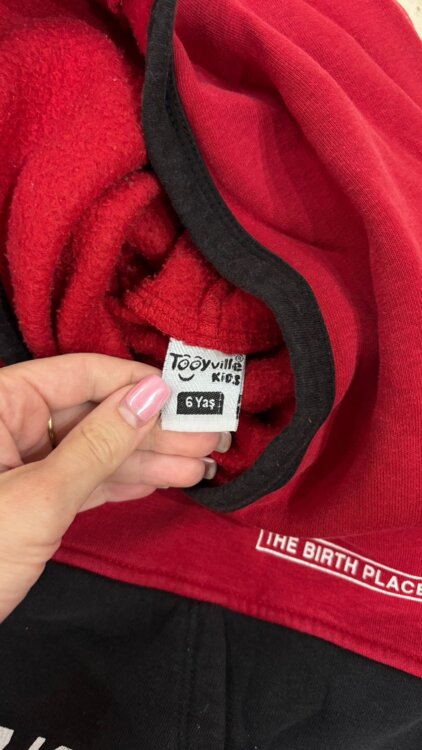 Tooyville®
KiDS
6 Yaş
THE BIRTH PLACE